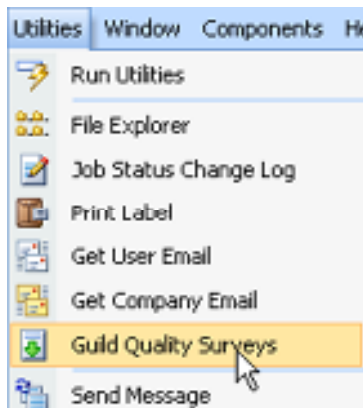 Utilities Window Components He
Run Utilities
File Explorer
Job Status Change Log
Print Label
Get User Email
Get Company Email
Guild Quality Surveys
Send Message